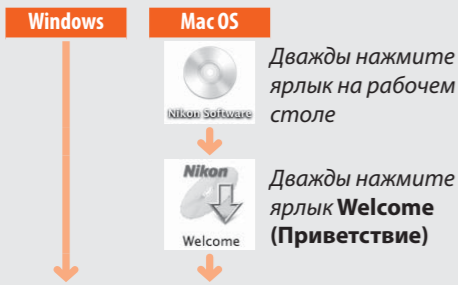 Windows
Mac OS
Nikon Software
Дважды нажмите
ярлык на рабочем
столе
Nikon
Welcome
Дважды нажмите
ярлык Welcome
(Приветствие)